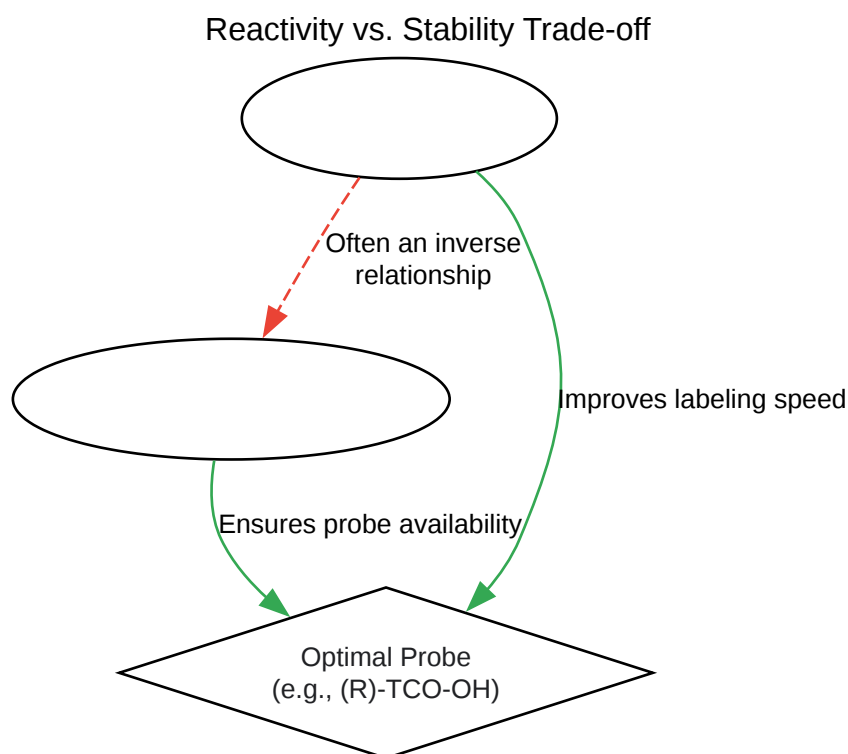 Reactivity vs. Stability Trade-off
Often an inverse
relationship
Improves labeling speed
Ensures probe availability
Optimal Probe
(e.g., (R)-TCO-OH)